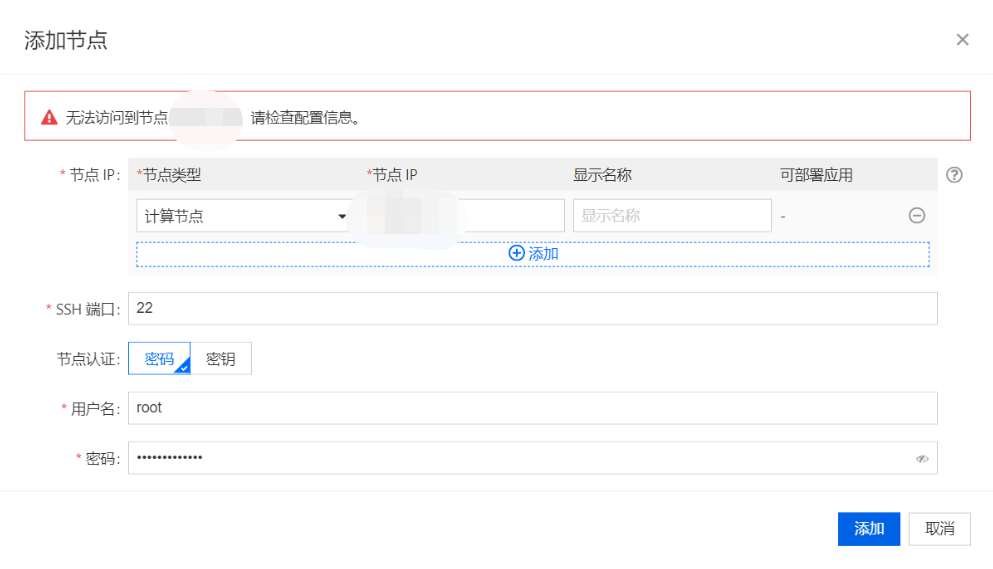 添加节点
无法访问到节点 请检查配置信息。
* 节点 IP: *节点类型 *节点 IP 显示名称 可部署应用
计算节点 显示名称 -
添加
* SSH 端口: 22
节点认证: 密码 密钥
* 用户名: root
* 密码: •••••••••••••
添加 取消